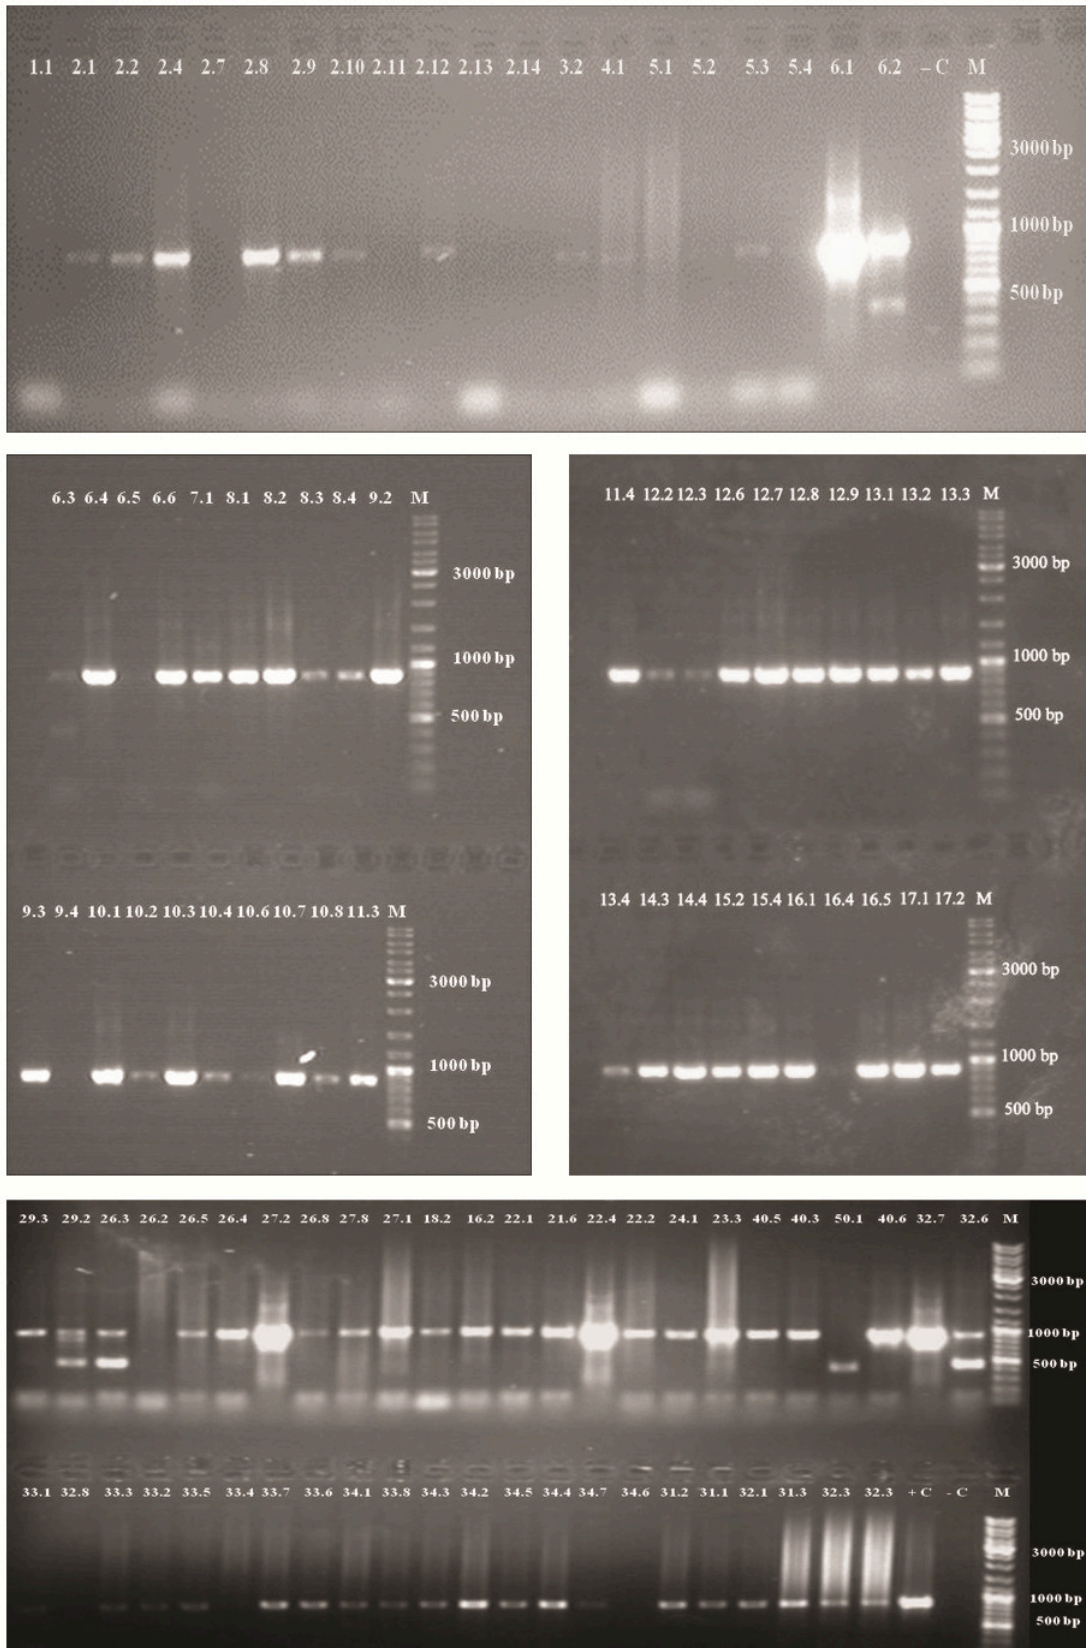 1.1 2.1 2.2 2.4 2.7 2.8 2.9 2.10 2.11 2.12 2.13 2.14 3.2 4.1 5.1 5.2 5.3 5.4 6.1 6.2 – C M
3000 bp
1000 bp
500 bp
6.3 6.4 6.5 6.6 7.1 8.1 8.2 8.3 8.4 9.2 M
3000 bp
1000 bp
500 bp
9.3 9.4 10.1 10.2 10.3 10.4 10.6 10.7 10.8 11.3 M
3000 bp
1000 bp
500 bp
11.4 12.2 12.3 12.6 12.7 12.8 12.9 13.1 13.2 13.3 M
3000 bp
1000 bp
500 bp
13.4 14.3 14.4 15.2 15.4 16.1 16.4 16.5 17.1 17.2 M
3000 bp
1000 bp
500 bp
29.3 29.2 26.3 26.2 26.5 26.4 27.2 26.8 27.8 27.1 18.2 16.2 22.1 21.6 22.4 22.2 24.1 23.3 40.5 40.3 50.1 40.6 32.7 32.6 M
3000 bp
1000 bp
500 bp
33.1 32.8 33.3 33.2 33.5 33.4 33.7 33.6 34.1 33.8 34.3 34.2 34.5 34.4 34.7 34.6 31.2 31.1 32.1 31.3 32.3 32.3 + C - C M
3000 bp
1000 bp
500 bp